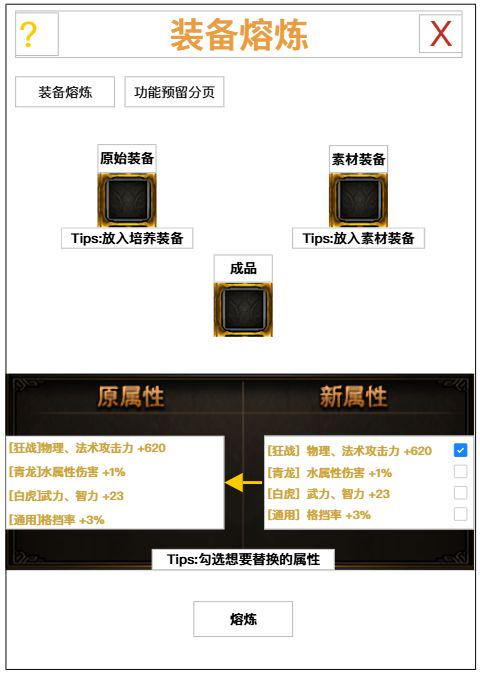 ?
装备熔炼
X
装备熔炼
功能预留分页
原始装备
素材装备
Tips:放入培养装备
Tips:放入素材装备
成品
原属性
新属性
[狂战]物理、法术攻击力 +620
[青龙]水属性伤害 +1%
[白虎]武力、智力 +23
[通用]格挡率 +3%
[狂战] 物理、法术攻击力 +620
[青龙] 水属性伤害 +1%
[白虎] 武力、智力 +23
[通用] 格挡率 +3%
Tips:勾选想要替换的属性
熔炼